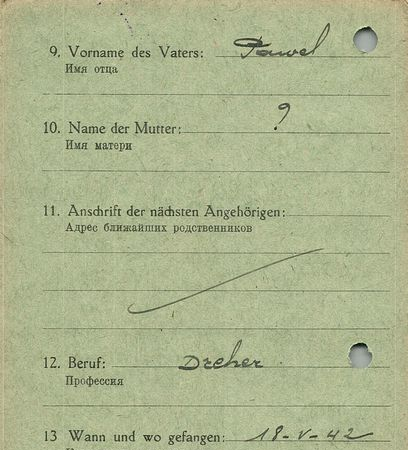 9. Vorname des Vaters: Pawel
Имя отца
10. Name der Mutter: ?
Имя матери
11. Anschrift der nächsten Angehörigen:
Адрес ближайших родственников
12. Beruf: Dreher
Профессия
13 Wann und wo gefangen: 18-V-42